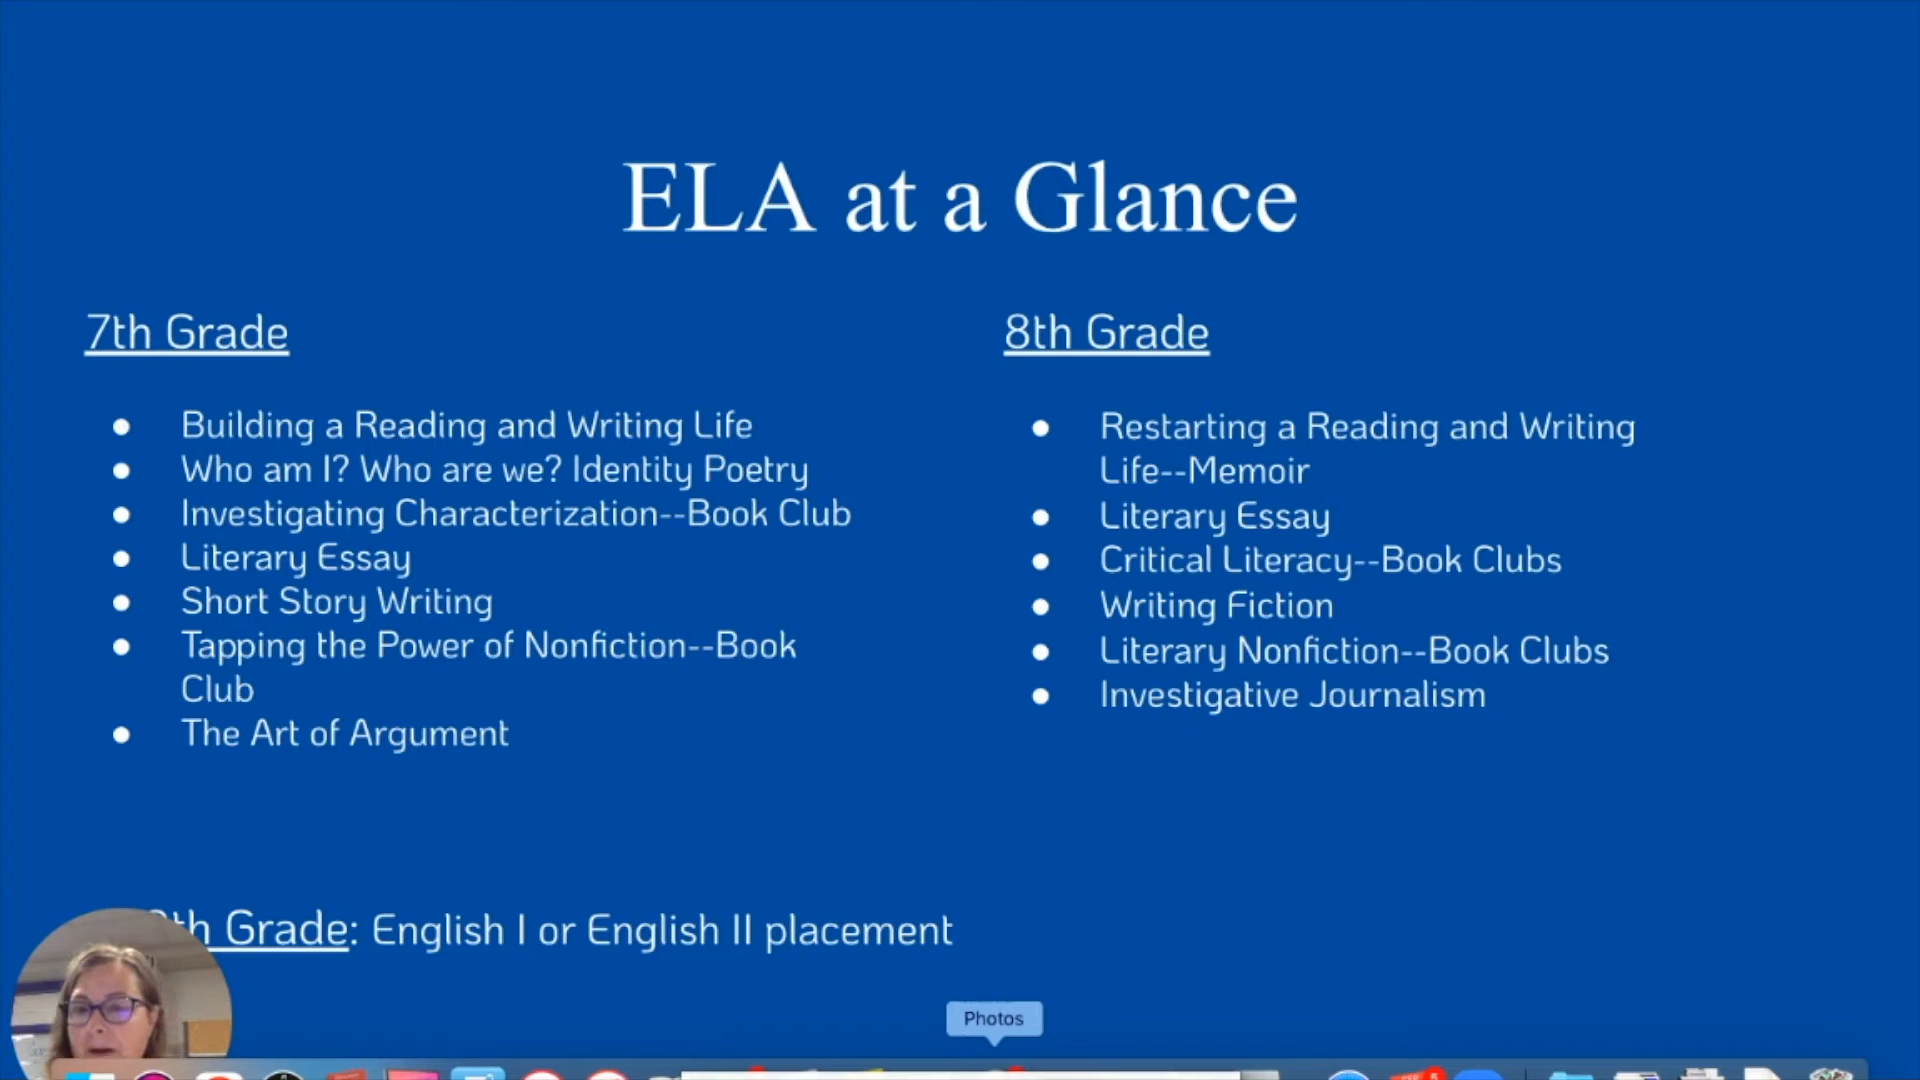 ELA at a Glance
7th Grade
Building a Reading and Writing Life
Who am I? Who are we? Identity Poetry
Investigating Characterization--Book Club
Literary Essay
Short Story Writing
Tapping the Power of Nonfiction--Book
Club
The Art of Argument
8th Grade
Restarting a Reading and Writing
Life--Memoir
Literary Essay
Critical Literacy--Book Clubs
Writing Fiction
Literary Nonfiction--Book Clubs
Investigative Journalism
Grade: English I or English II placement
Photos